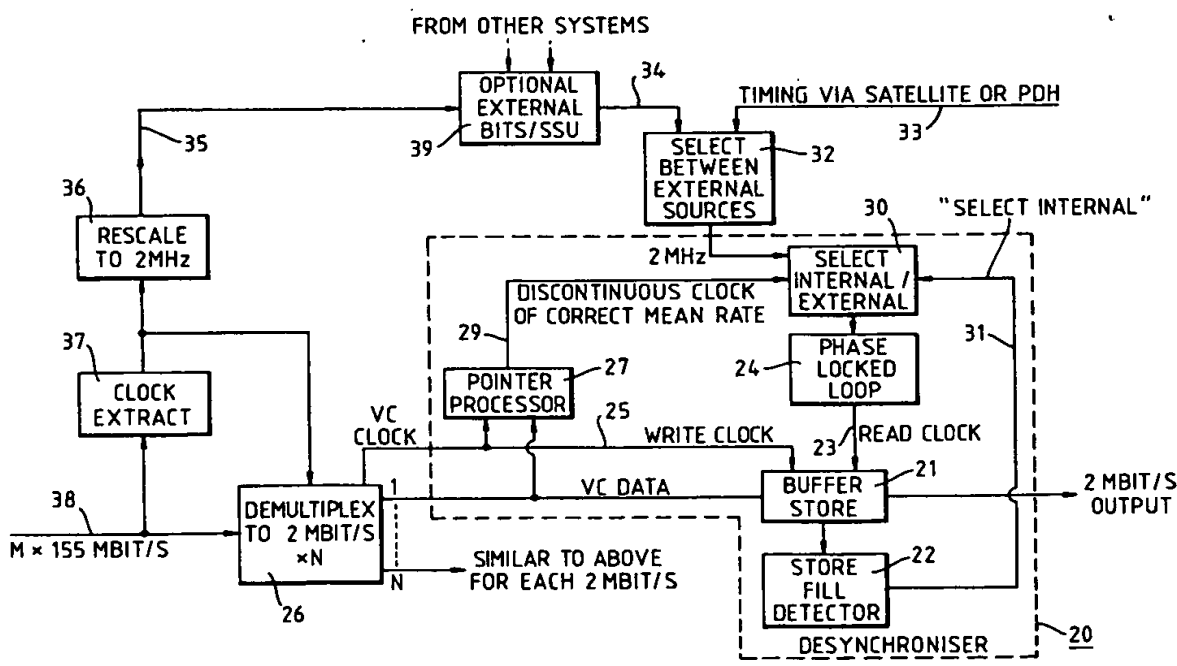 FROM OTHER SYSTEMS
OPTIONAL
EXTERNAL
BITS/SSU
39
34
TIMING VIA SATELLITE OR PDH
33
35
SELECT
BETWEEN
EXTERNAL
SOURCES
32
36
RESCALE
TO 2MHz
30
"SELECT INTERNAL"
2MHz
SELECT
INTERNAL/
EXTERNAL
DISCONTINUOUS CLOCK
OF CORRECT MEAN RATE
29
31
37
CLOCK
EXTRACT
24
PHASE
LOCKED
LOOP
POINTER
PROCESSOR
27
VC
CLOCK
25
WRITE CLOCK
23
READ CLOCK
21
BUFFER
STORE
2 MBIT/S
OUTPUT
1
VC DATA
38
M × 155 MBIT/S
DEMULTIPLEX
TO 2 MBIT/S
×N
26
N
SIMILAR TO ABOVE
FOR EACH 2MBIT/S
22
STORE
FILL
DETECTOR
DESYNCHRONISER
20